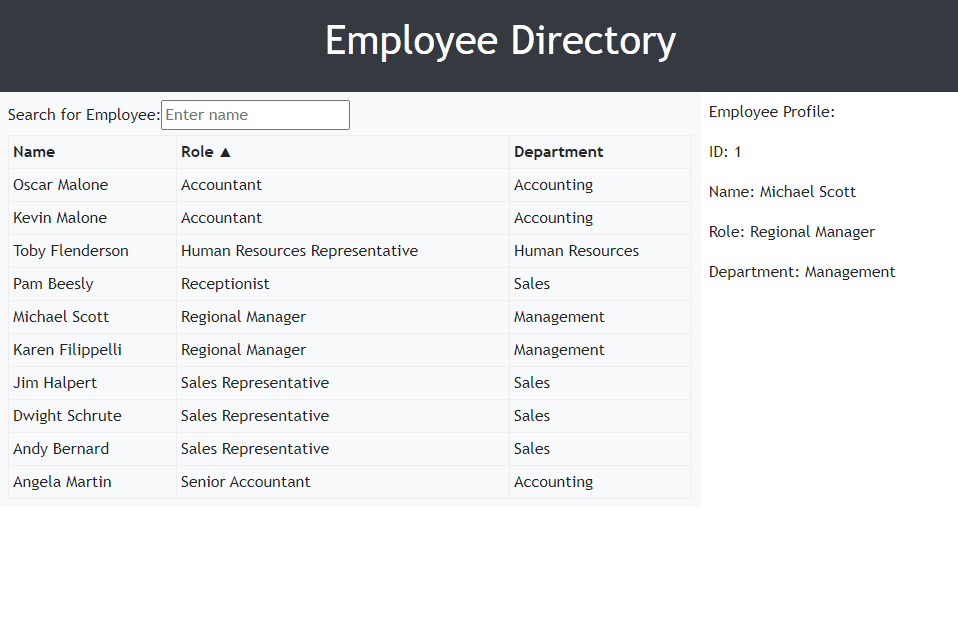 Employee Directory
Search for Employee: Enter name
Name Role ▲ Department
Oscar Malone Accountant Accounting
Kevin Malone Accountant Accounting
Toby Flenderson Human Resources Representative Human Resources
Pam Beesly Receptionist Sales
Michael Scott Regional Manager Management
Karen Filippelli Regional Manager Management
Jim Halpert Sales Representative Sales
Dwight Schrute Sales Representative Sales
Andy Bernard Sales Representative Sales
Angela Martin Senior Accountant Accounting
Employee Profile:
ID: 1
Name: Michael Scott
Role: Regional Manager
Department: Management